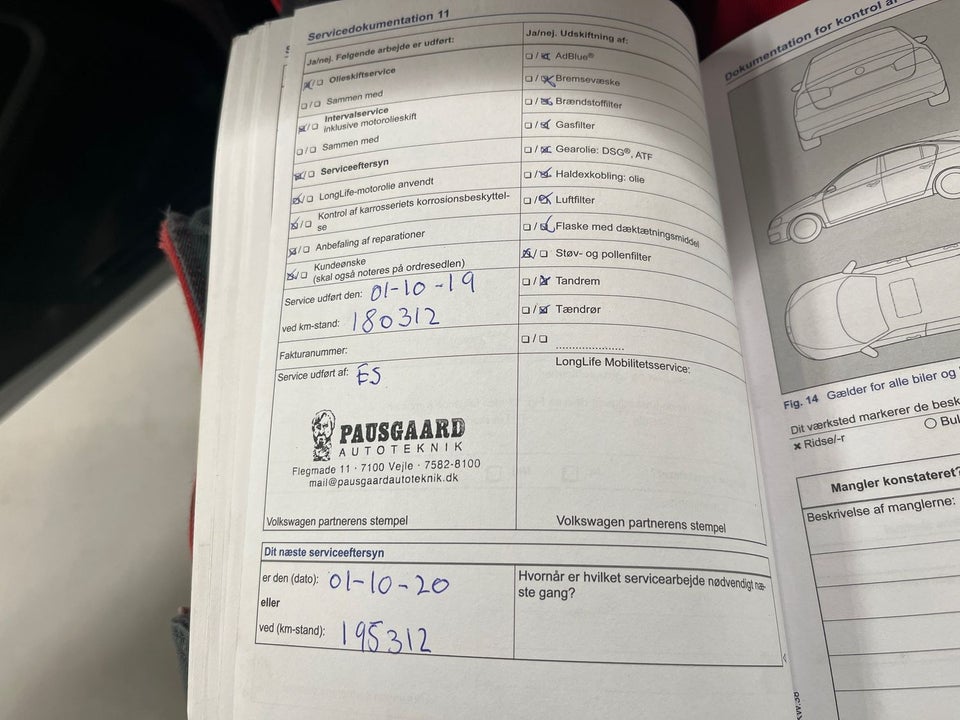 Servicedokumentation 11
Ja/nej. Følgende arbejde er udført:
Olieskiftservice
Sammen med
Intervalservice
inklusive motorolieskift
Sammen med
Serviceeftersyn
LongLife-motorolie anvendt
Kontrol af karrosseriets korrosionsbeskyttel-
se
Anbefaling af reparationer
Kundeønske
(skal også noteres på ordresedlen)
Service udført den: 01-10-19
ved km-stand: 180312
Fakturanummer:
Service udført af: ES
PAUSGAARD
AUTOTEKNIK
Flegmade 11 · 7100 Vejle · 7582-8100
mail@pausgaardautoteknik.dk
Volkswagen partnerens stempel
Ja/nej. Udskiftning af:
AdBlue®
Bremsevæske
Brændstoffilter
Gasfilter
Gearolie: DSG®, ATF
Haldexkobling: olie
Luftfilter
Flaske med dæktætningsmiddel
Støv- og pollenfilter
Tandrem
Tændrør
LongLife Mobilitetsservice:
Volkswagen partnerens stempel
Dit næste serviceeftersyn
er den (dato): 01-10-20
eller
ved (km-stand): 195312
Hvornår er hvilket servicearbejde nødvendigt næ-
ste gang?
Dokumentation for kontrol
Fig. 14 Gælder for alle biler og
Dit værksted markerer de
Ridse/-r
Mangler konstateret?
Beskrivelse af manglerne: